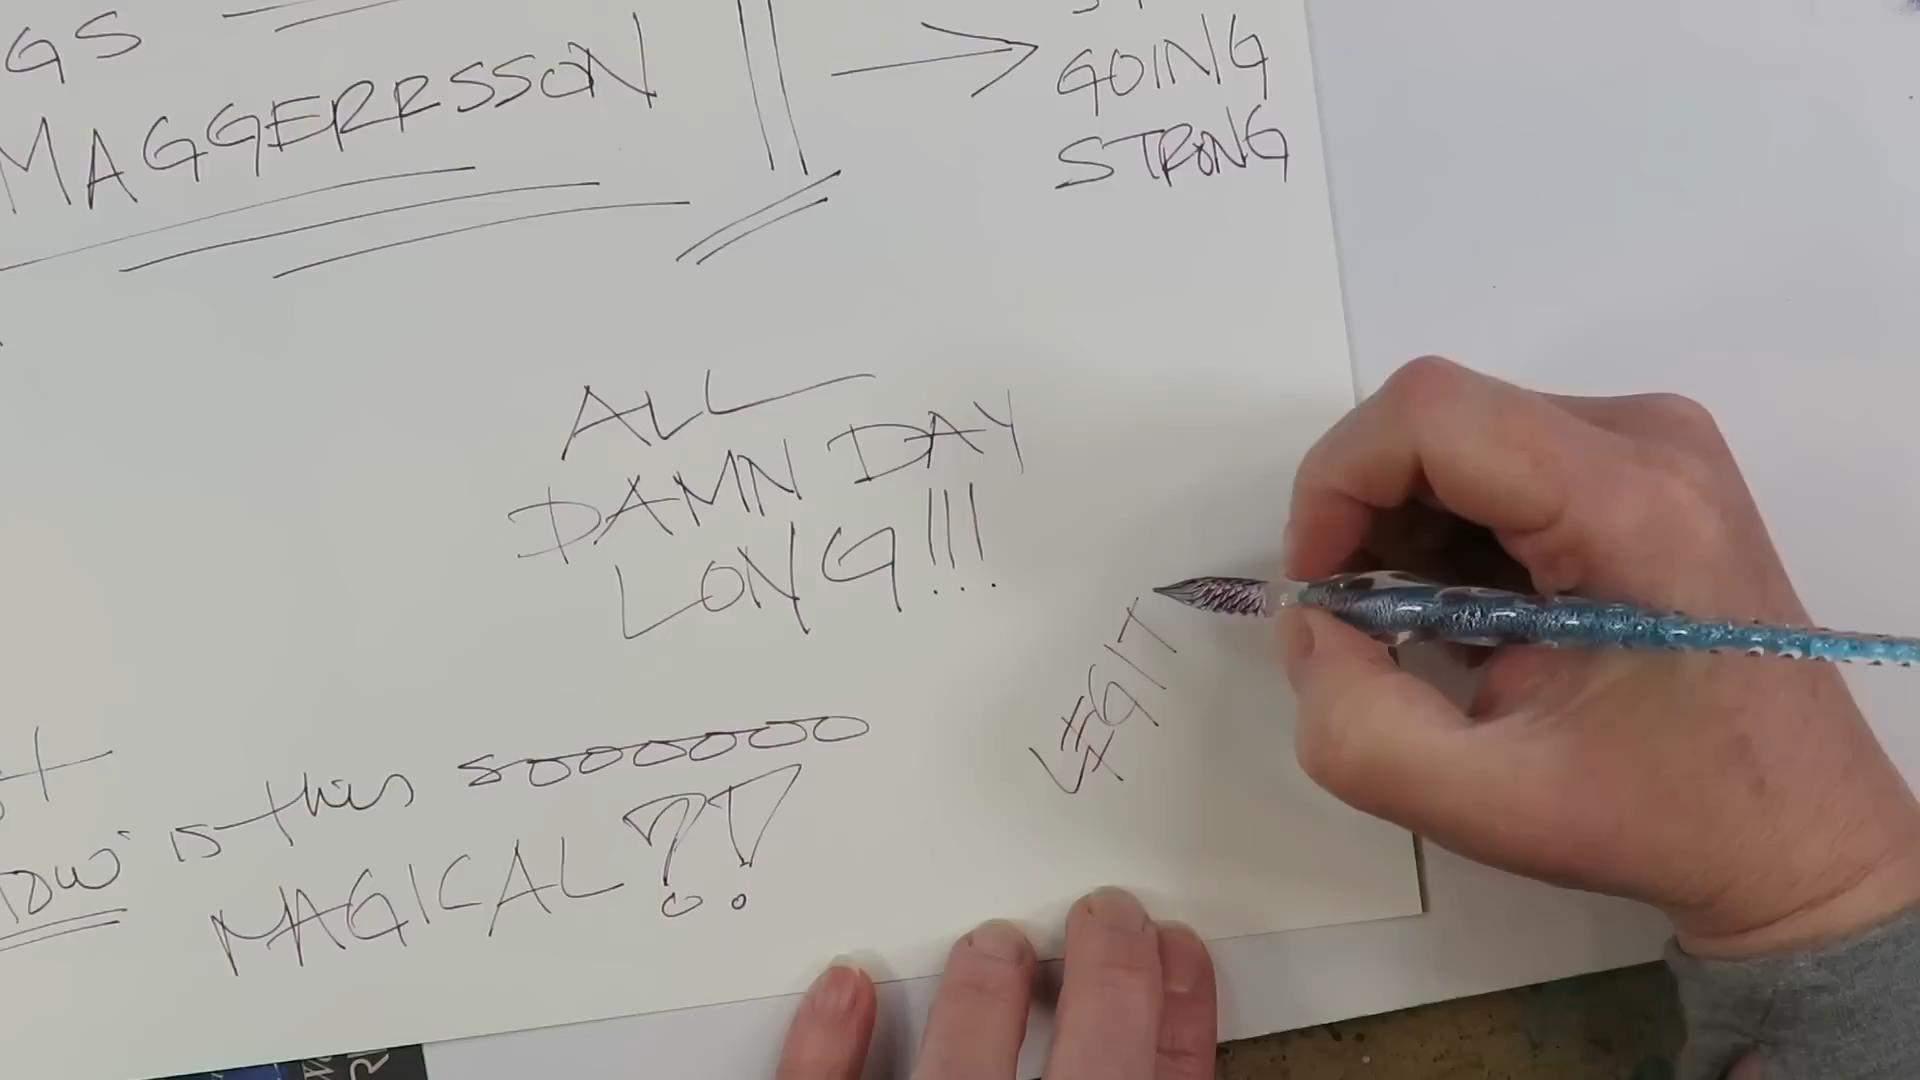 GS
MAGGERRSSON
GOING
STRONG
ALL
DAMN DAY
LONG!!!
LEGIT
is this sooooooo
MAGICAL??